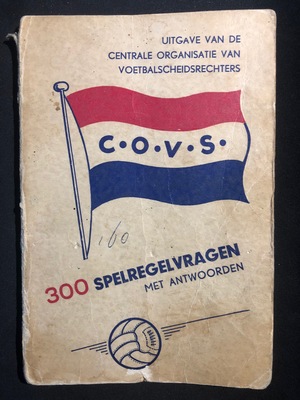 UITGAVE VAN DE
CENTRALE ORGANISATIE VAN
VOETBALSCHEIDSRECHTERS
C•O•V•S•
160
300 SPELREGELVRAGEN
MET ANTWOORDEN